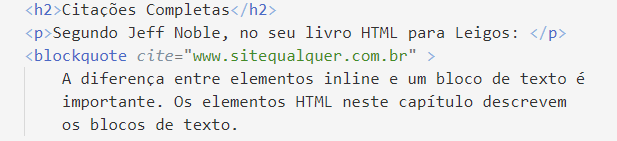 <h2>Citações Completas</h2>
<p>Segundo Jeff Noble, no seu livro HTML para Leigos: </p>
<blockquote cite="www.sitequalquer.com.br" >
A diferença entre elementos inline e um bloco de texto é
importante. Os elementos HTML neste capítulo descrevem
os blocos de texto.